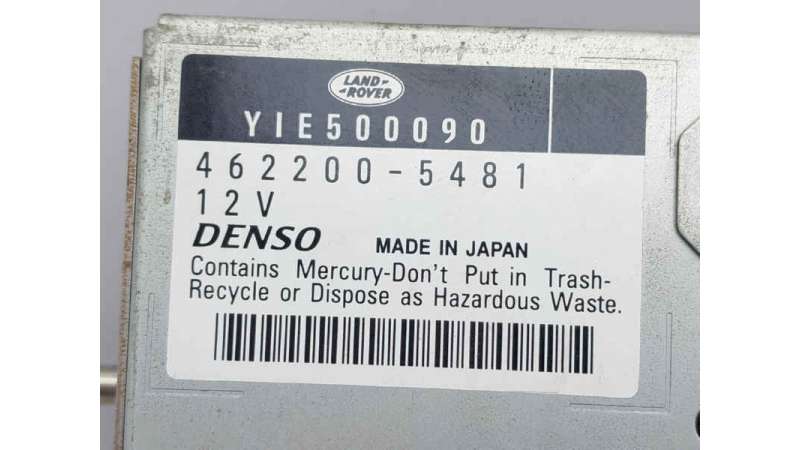 LAND-
-ROVER
YIE500090
462200-5481
12V
DENSO MADE IN JAPAN
Contains Mercury-Don't Put in Trash-
Recycle or Dispose as Hazardous Waste.